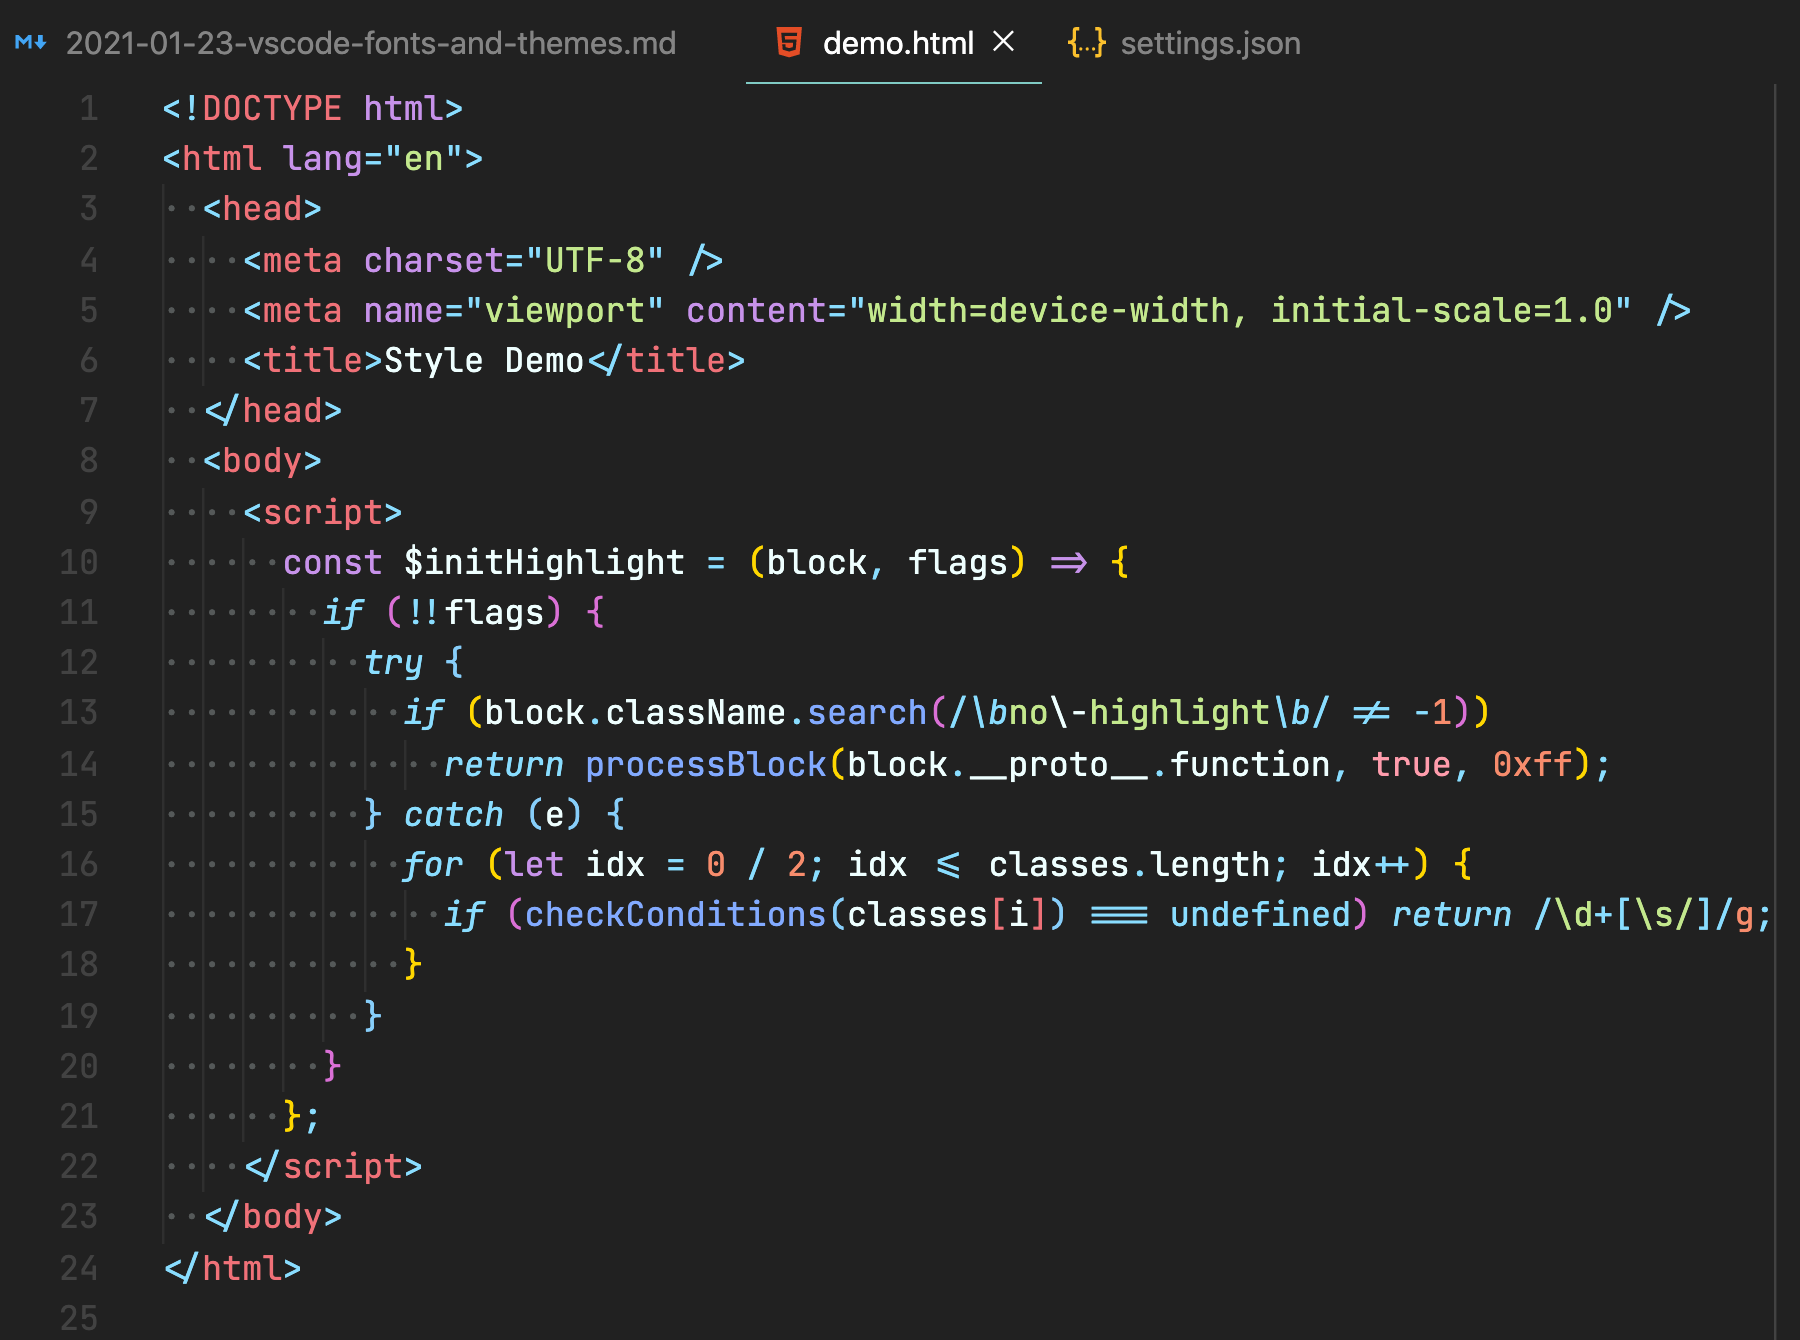 2021-01-23-vscode-fonts-and-themes.md demo.html × {...} settings.json
1 <!DOCTYPE html>
2 <html lang="en">
3 ··<head>
4 ····<meta charset="UTF-8" />
5 ····<meta name="viewport" content="width=device-width, initial-scale=1.0" />
6 ····<title>Style Demo</title>
7 ··</head>
8 ··<body>
9 ····<script>
10 ······const $initHighlight = (block, flags) => {
11 ········if (!!flags) {
12 ··········try {
13 ············if (block.className.search(/\bno\-highlight\b/ != -1))
14 ··············return processBlock(block.__proto__.function, true, 0xff);
15 ··········} catch (e) {
16 ············for (let idx = 0 / 2; idx <= classes.length; idx++) {
17 ··············if (checkConditions(classes[i]) === undefined) return /\d+[\s/]/g;
18 ············}
19 ··········}
20 ········}
21 ······};
22 ····</script>
23 ··</body>
24 </html>
25